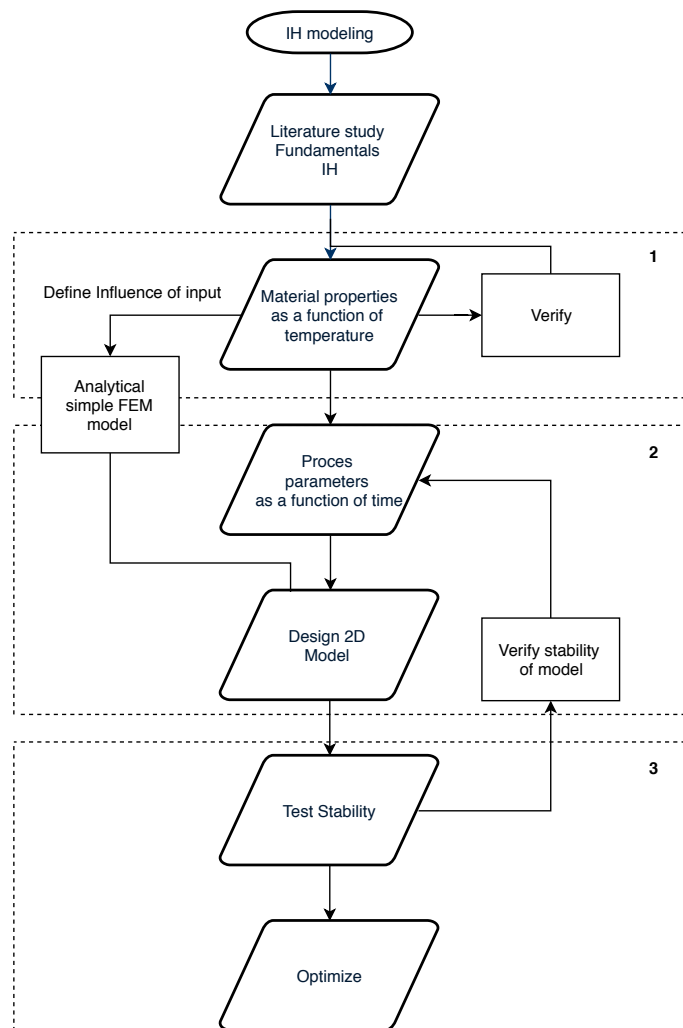 IH modeling
Literature study
Fundamentals
IH
1
Define Influence of input
Material properties
as a function of
temperature
Verify
Analytical
simple FEM
model
2
Proces
parameters
as a function of time
Design 2D
Model
Verify stability
of model
3
Test Stability
Optimize